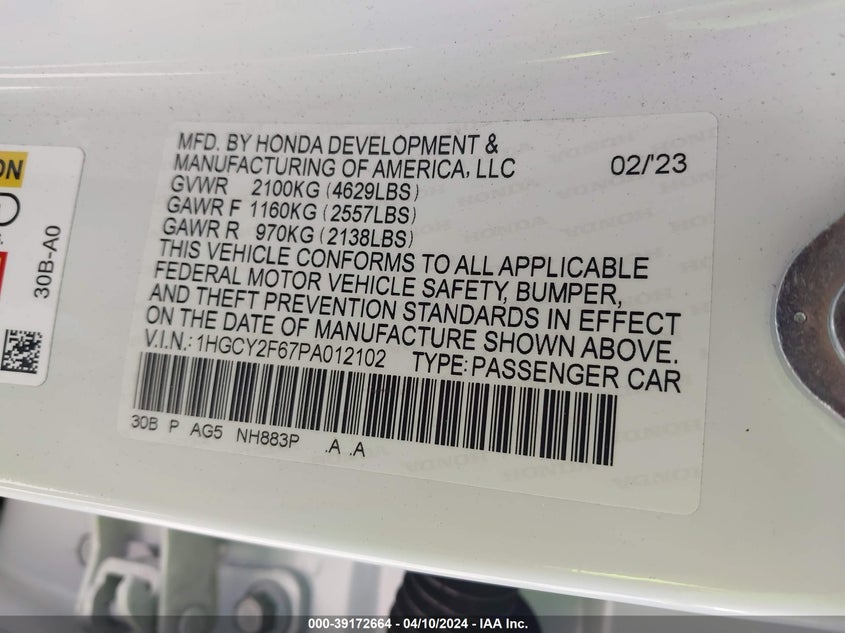 MFD. BY HONDA DEVELOPMENT &
MANUFACTURING OF AMERICA, LLC 02/'23
GVWR 2100KG (4629LBS)
GAWR F 1160KG (2557LBS)
GAWR R 970KG (2138LBS)
THIS VEHICLE CONFORMS TO ALL APPLICABLE
FEDERAL MOTOR VEHICLE SAFETY, BUMPER,
AND THEFT PREVENTION STANDARDS IN EFFECT
ON THE DATE OF MANUFACTURE SHOWN ABOVE.
V.I.N.: 1HGCY2F67PA012102 TYPE: PASSENGER CAR
30B P AG5 NH883P .A .A
30B-A0
000-39172664 / 04/10/2024 - IAA Inc.